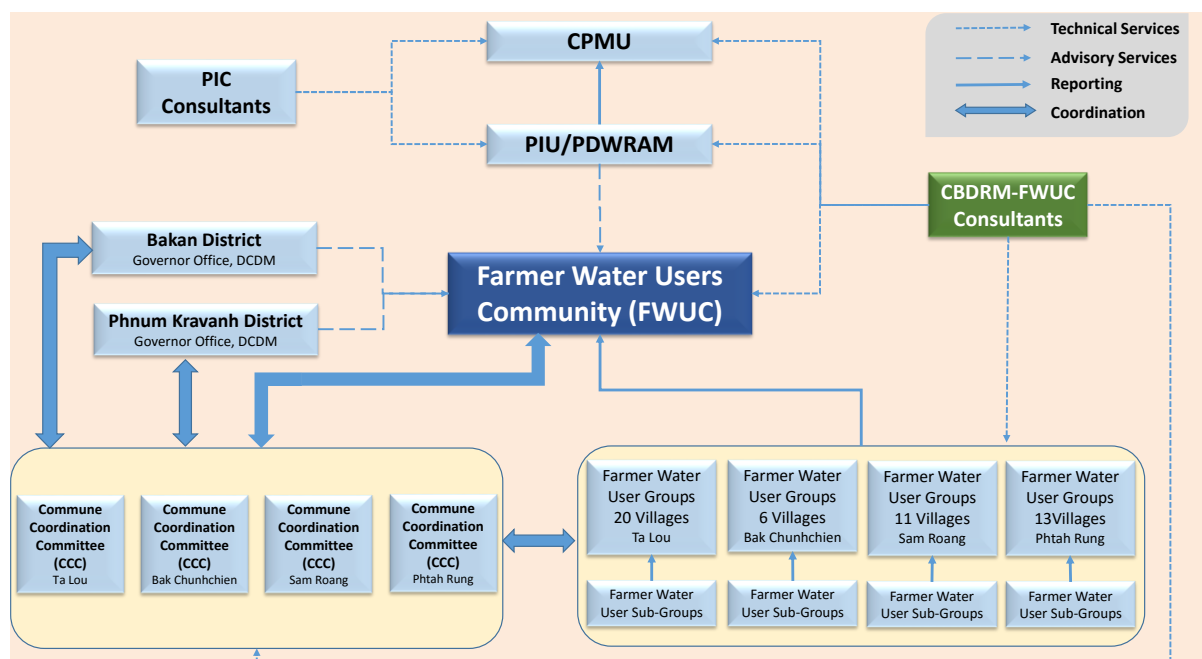 CPMU
PIC
Consultants
PIU/PDWRAM
Technical Services
Advisory Services
Reporting
Coordination
CBDRM-FWUC
Consultants
Bakan District
Governor Office, DCDM
Phnum Kravanh District
Governor Office, DCDM
Farmer Water Users
Community (FWUC)
Commune
Coordination
Committee
(CCC)
Ta Lou
Commune
Coordination
Committee
(CCC)
Bak Chunhchien
Commune
Coordination
Committee
(CCC)
Sam Roang
Commune
Coordination
Committee
(CCC)
Phtah Rung
Farmer Water
User Groups
20 Villages
Ta Lou
Farmer Water
User Groups
6 Villages
Bak Chunhchien
Farmer Water
User Groups
11 Villages
Sam Roang
Farmer Water
User Groups
13Villages
Phtah Rung
Farmer Water
User Sub-Groups
Farmer Water
User Sub-Groups
Farmer Water
User Sub-Groups
Farmer Water
User Sub-Groups